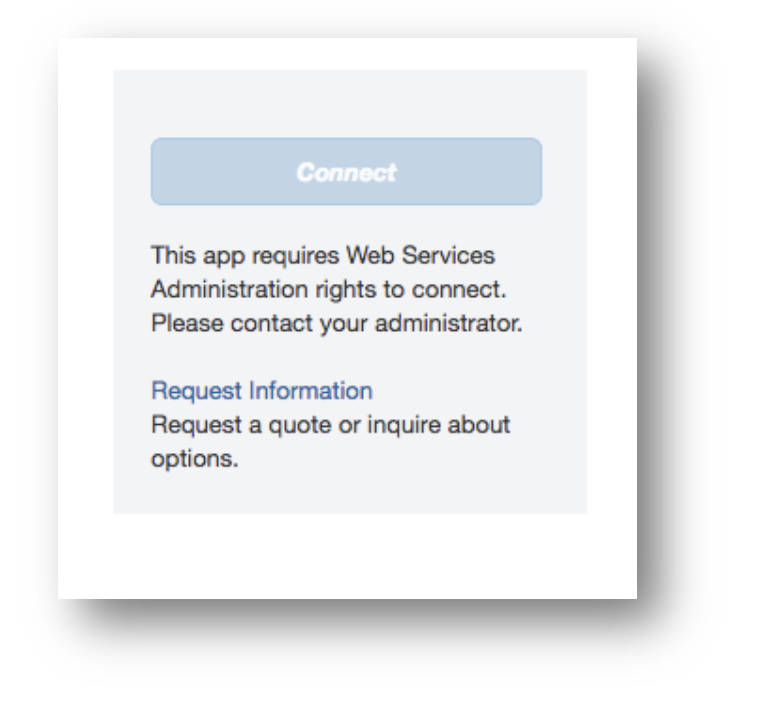 Connect
This app requires Web Services
Administration rights to connect.
Please contact your administrator.
Request Information
Request a quote or inquire about
options.